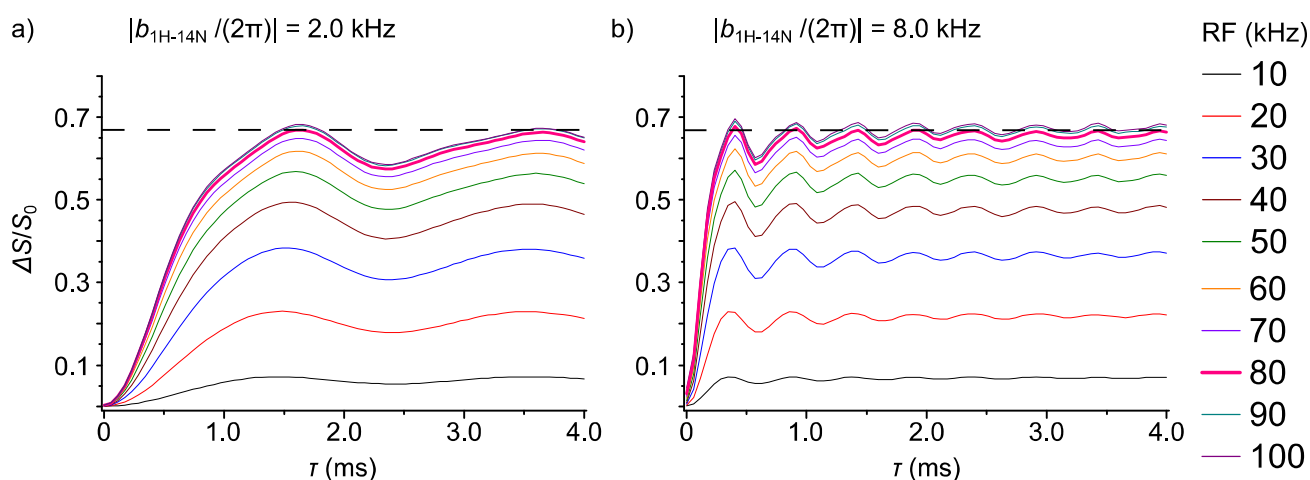 a) |b1H-14N /(2π)| = 2.0 kHz
ΔS/S0
0.7
0.5
0.3
0.1
0 1.0 2.0 3.0 4.0
τ (ms)
b) |b1H-14N /(2π)| = 8.0 kHz
0.7
0.5
0.3
0.1
0 1.0 2.0 3.0 4.0
τ (ms)
RF (kHz)
10
20
30
40
50
60
70
80
90
100